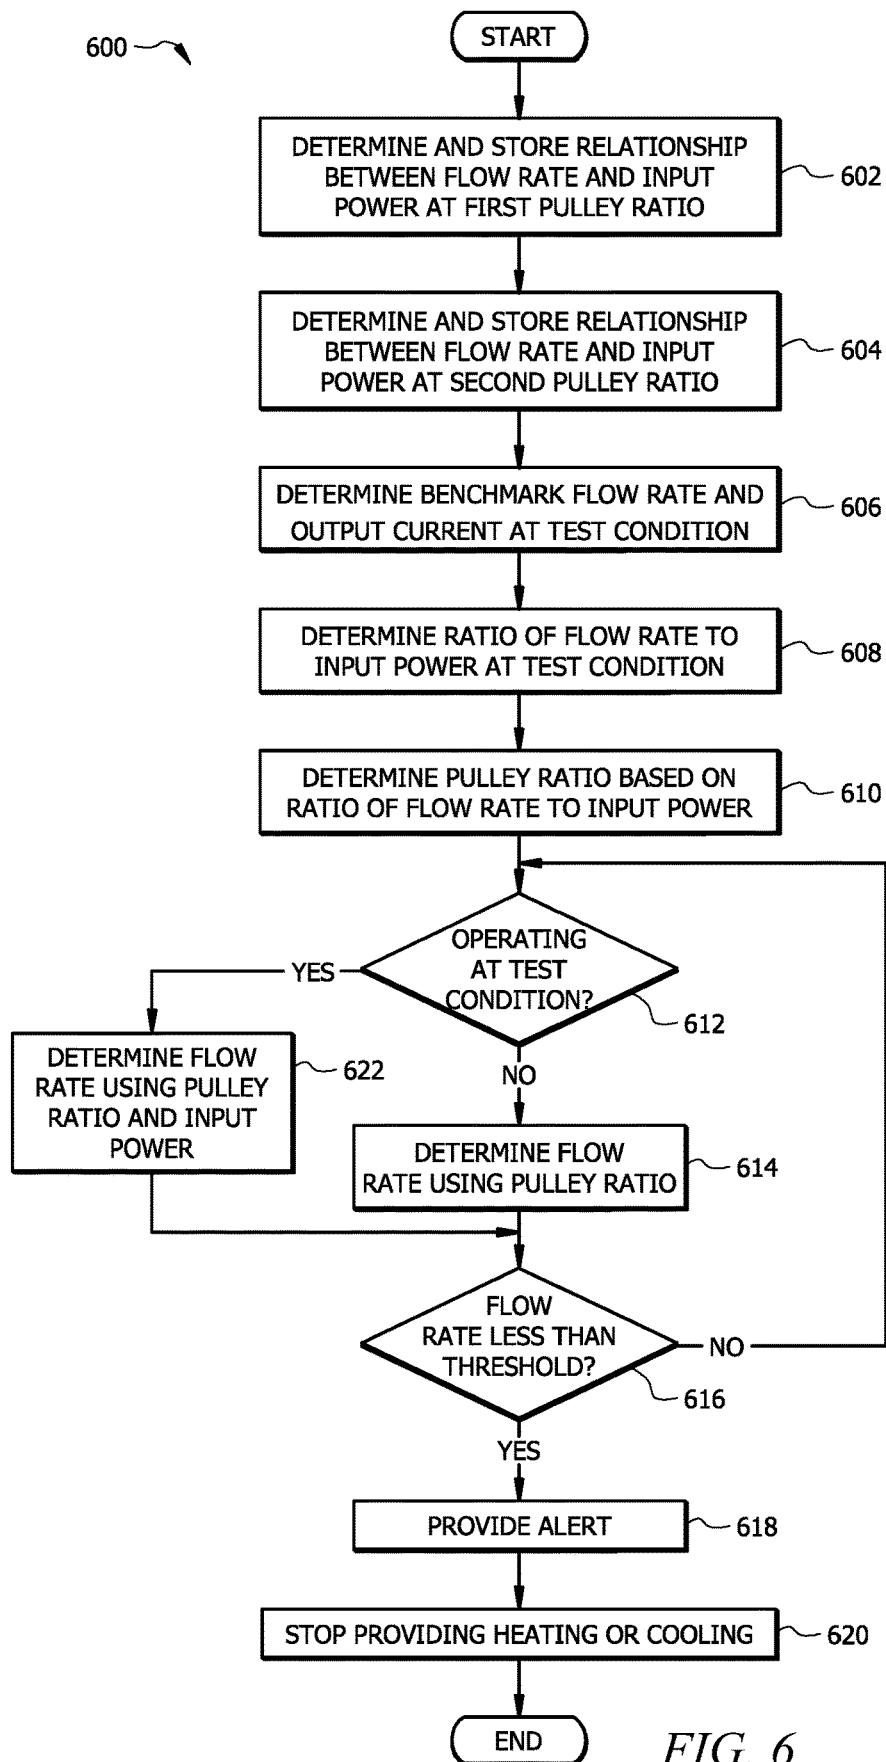 600
START
DETERMINE AND STORE RELATIONSHIP
BETWEEN FLOW RATE AND INPUT
POWER AT FIRST PULLEY RATIO
602
DETERMINE AND STORE RELATIONSHIP
BETWEEN FLOW RATE AND INPUT
POWER AT SECOND PULLEY RATIO
604
DETERMINE BENCHMARK FLOW RATE AND
OUTPUT CURRENT AT TEST CONDITION
606
DETERMINE RATIO OF FLOW RATE TO
INPUT POWER AT TEST CONDITION
608
DETERMINE PULLEY RATIO BASED ON
RATIO OF FLOW RATE TO INPUT POWER
610
OPERATING
AT TEST
CONDITION?
612
YES
DETERMINE FLOW
RATE USING PULLEY
RATIO AND INPUT
POWER
622
NO
DETERMINE FLOW
RATE USING PULLEY RATIO
614
FLOW
RATE LESS THAN
THRESHOLD?
616
NO
YES
PROVIDE ALERT
618
STOP PROVIDING HEATING OR COOLING
620
END
FIG. 6